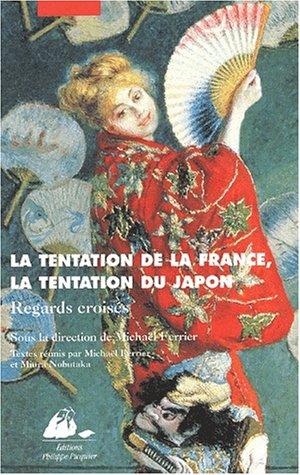 LA TENTATION DE LA FRANCE,
LA TENTATION DU JAPON
Regards croisés
Sous la direction de Michaël Ferrier
Textes réunis par Michaël Ferrier
et Miura Nobutaka
Editions
Philippe Picquier